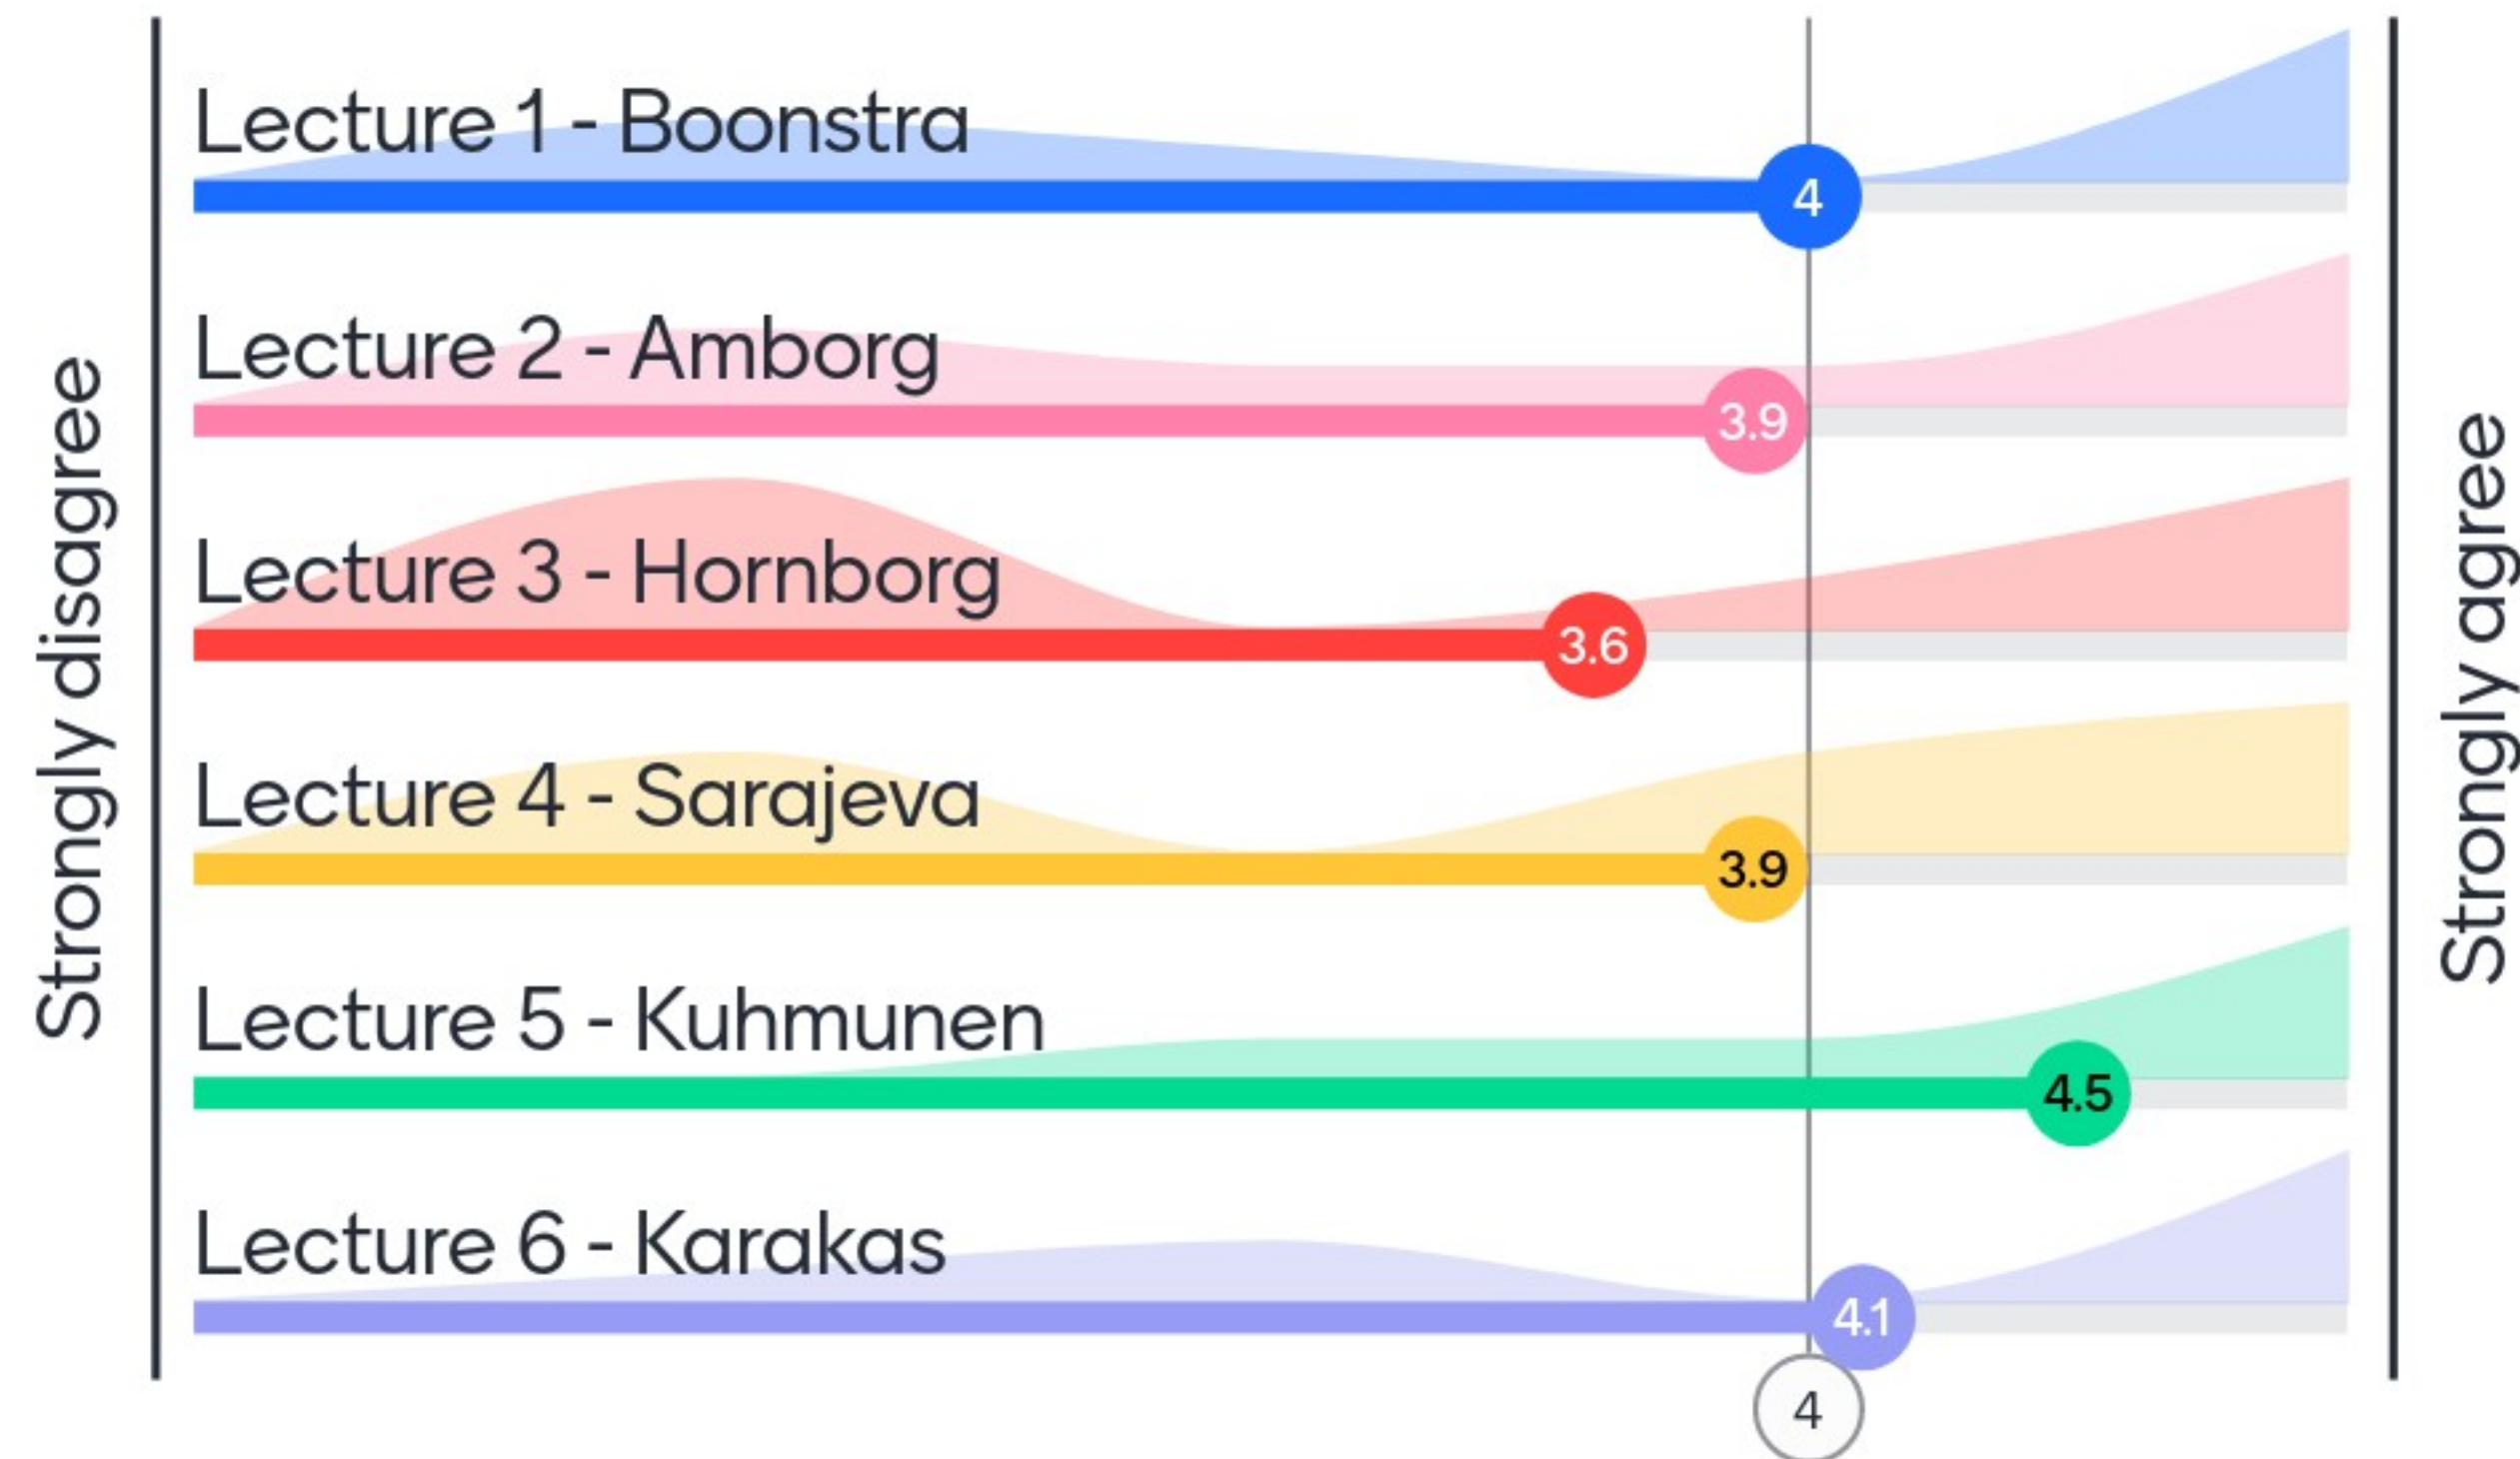 Strongly disagree
Lecture 1 - Boonstra
4
Lecture 2 - Amborg
3.9
Lecture 3 - Hornborg
3.6
Lecture 4 - Sarajeva
3.9
Lecture 5 - Kuhmunen
4.5
Lecture 6 - Karakas
4.1
4
Strongly agree